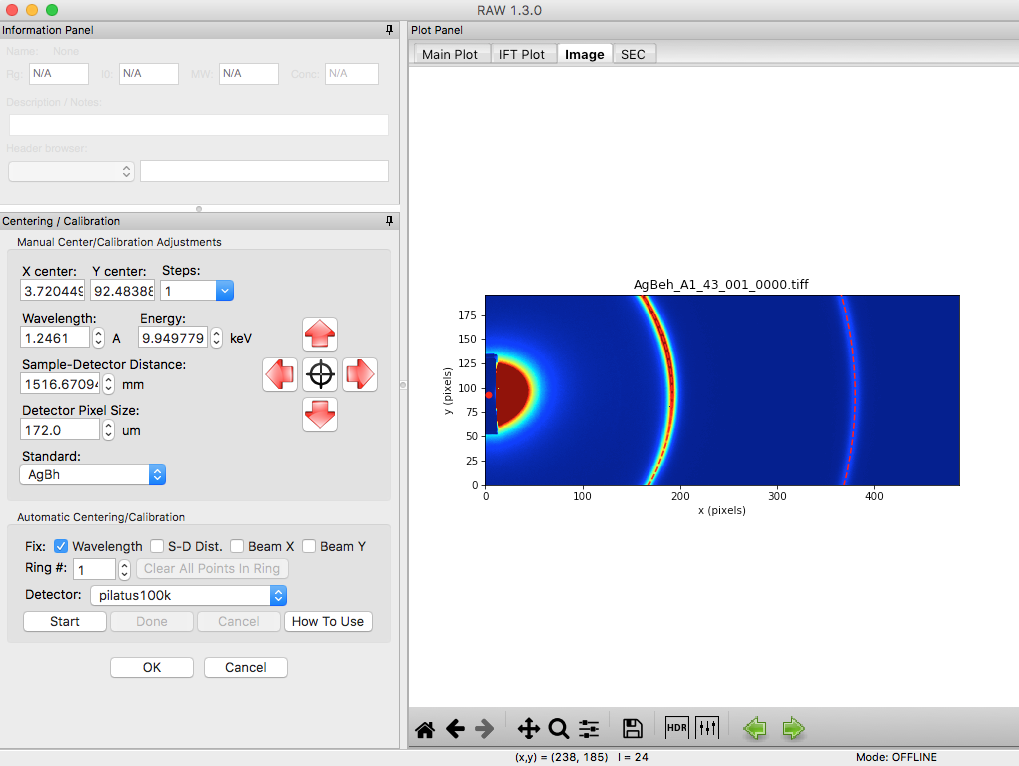 RAW 1.3.0
Information Panel
Name: None
Rg: N/A I0: N/A MW: N/A Conc: N/A
Description / Notes:
Header browser:
Centering / Calibration
Manual Center/Calibration Adjustments
X center: Y center: Steps:
3.720449 92.48388 1
Wavelength: Energy:
1.2461 A 9.949779 keV
Sample-Detector Distance:
1516.67094 mm
Detector Pixel Size:
172.0 um
Standard:
AgBh
Automatic Centering/Calibration
Fix: Wavelength S-D Dist. Beam X Beam Y
Ring #: 1 Clear All Points In Ring
Detector: pilatus100k
Start Done Cancel How To Use
OK Cancel
Plot Panel
Main Plot IFT Plot Image SEC
AgBeh_A1_43_001_0000.tiff
y (pixels)
175
150
125
100
75
50
25
0
0 100 200 300 400
x (pixels)
HDR
(x,y) = (238, 185) I = 24
Mode: OFFLINE